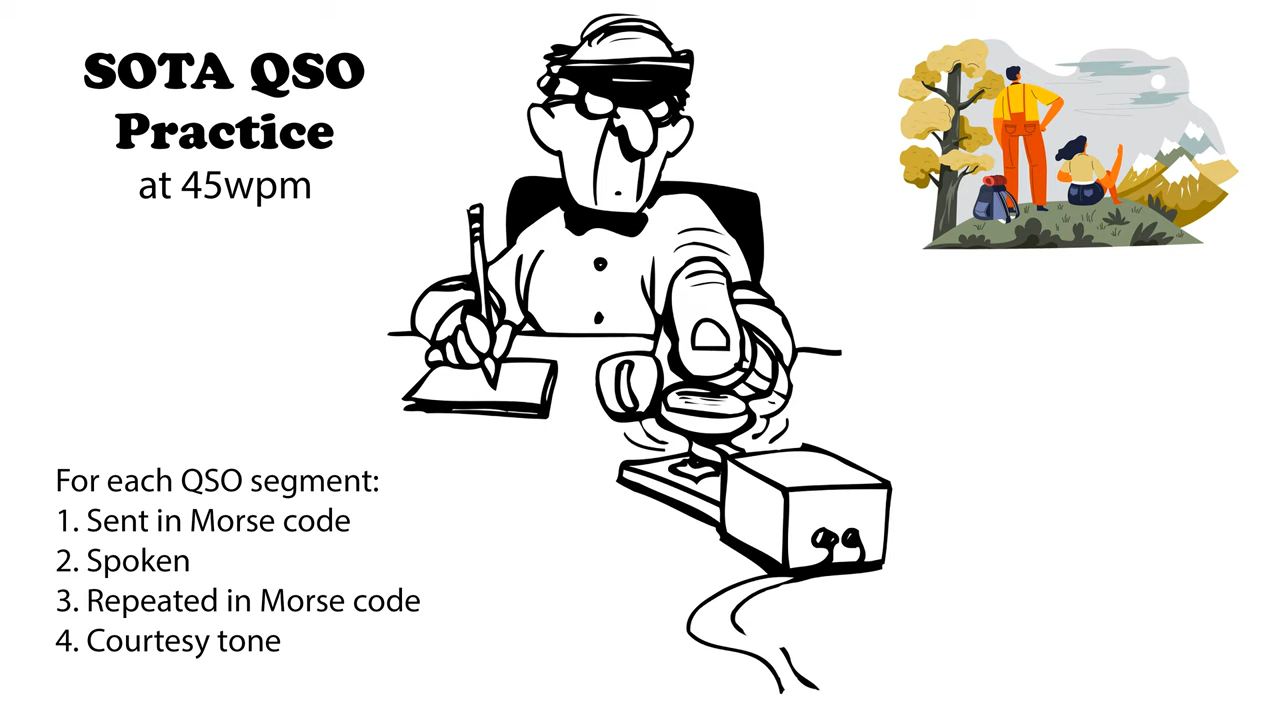 SOTA QSO
Practice
at 45wpm
For each QSO segment:
1. Sent in Morse code
2. Spoken
3. Repeated in Morse code
4. Courtesy tone